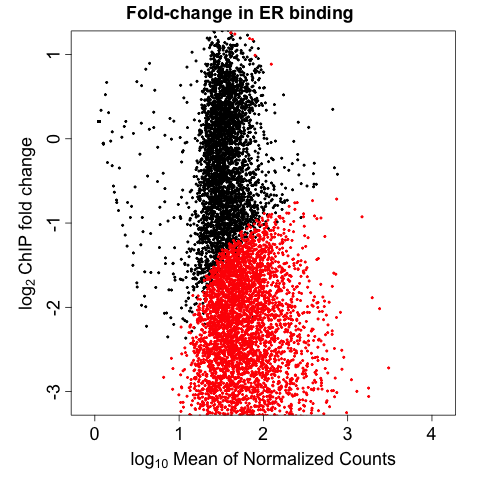 Fold-change in ER binding
log₂ ChIP fold change
1
0
-1
-2
-3
0 1 2 3 4
log₁₀ Mean of Normalized Counts